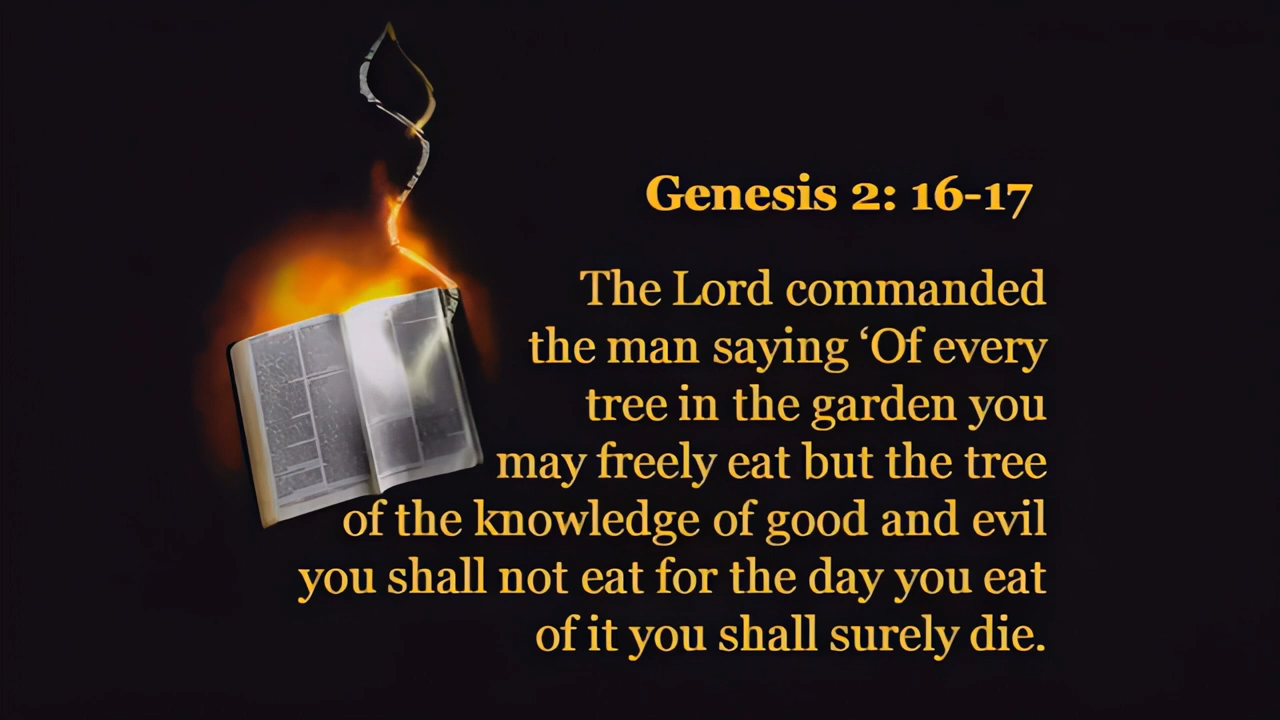 Genesis 2: 16-17
The Lord commanded
the man saying ‘Of every
tree in the garden you
may freely eat but the tree
of the knowledge of good and evil
you shall not eat for the day you eat
of it you shall surely die.